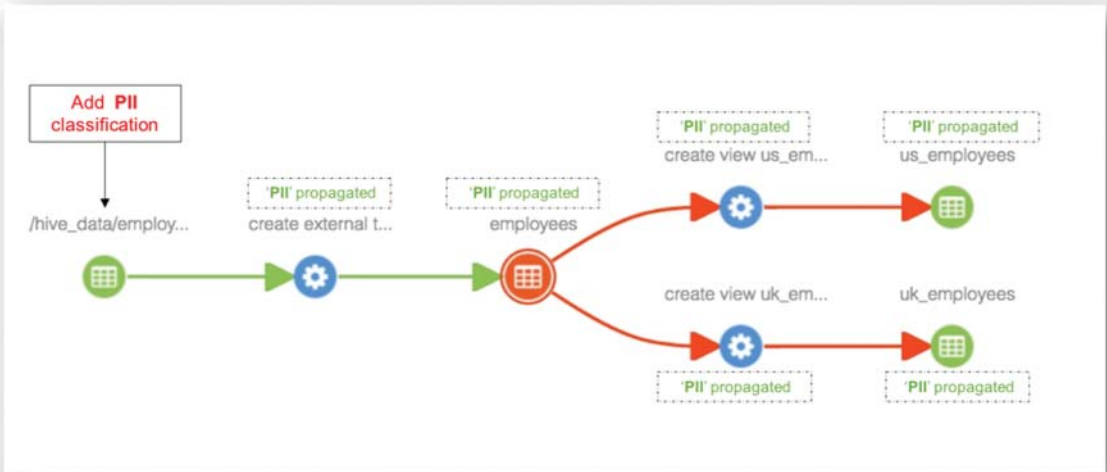 Add PII
classification
'PII' propagated
'PII' propagated
create view us_em...
us_employees
'PII' propagated
'PII' propagated
/hive_data/employ...
create external t...
employees
create view uk_em...
uk_employees
'PII' propagated
'PII' propagated